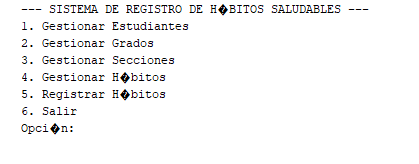 --- SISTEMA DE REGISTRO DE H�BITOS SALUDABLES ---
1. Gestionar Estudiantes
2. Gestionar Grados
3. Gestionar Secciones
4. Gestionar H�bitos
5. Registrar H�bitos
6. Salir
Opci�n: